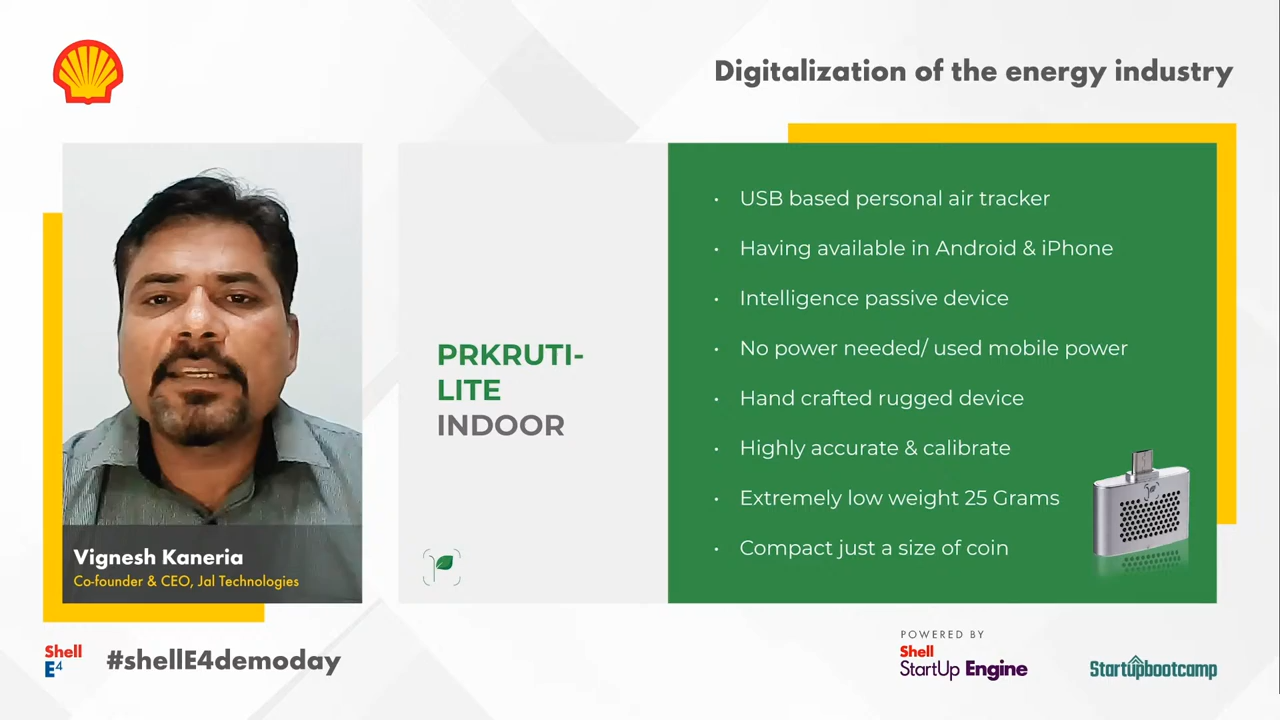 Digitalization of the energy industry
PRKRUTI-
LITE
INDOOR
• USB based personal air tracker
• Having available in Android & iPhone
• Intelligence passive device
• No power needed/ used mobile power
• Hand crafted rugged device
• Highly accurate & calibrate
• Extremely low weight 25 Grams
• Compact just a size of coin
Vignesh Kaneria
Co-founder & CEO, Jal Technologies
Shell
E4
#shellE4demoday
POWERED BY
Shell
StartUp Engine
Startupbootcamp